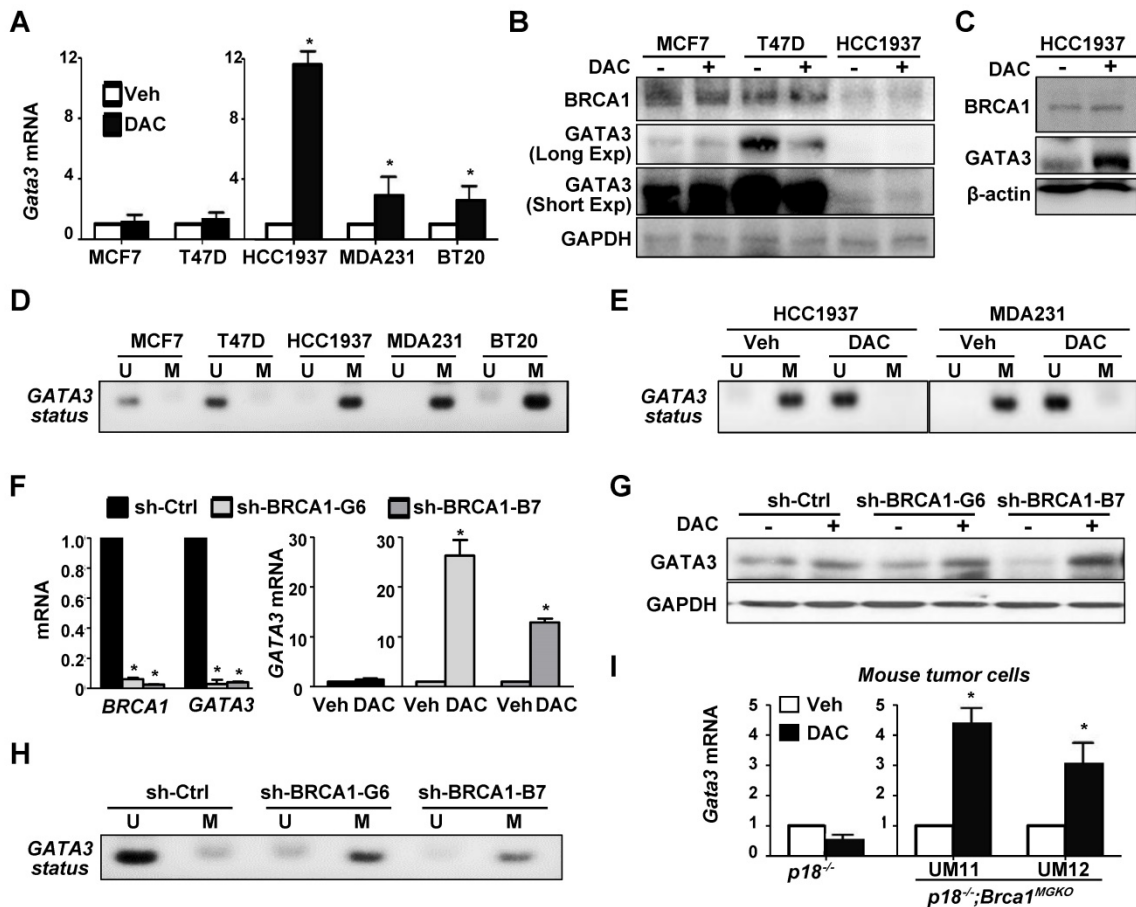 A
12
8
4
0
12
8
4
Gata3 mRNA
Veh
DAC
*
*
*
MCF7 T47D HCC1937 MDA231 BT20
B
MCF7 T47D HCC1937
DAC - + - + - +
BRCA1
GATA3
(Long Exp)
GATA3
(Short Exp)
GAPDH
C
HCC1937
DAC - +
BRCA1
GATA3
β-actin
D
MCF7 T47D HCC1937 MDA231 BT20
U M U M U M U M U M
GATA3
status
E
HCC1937 MDA231
Veh DAC Veh DAC
U M U M U M U M
GATA3
status
F
sh-Ctrl sh-BRCA1-G6 sh-BRCA1-B7
1.0
0.8
0.6
0.4
0.2
0
mRNA
* * * *
BRCA1 GATA3
GATA3 mRNA
30
20
10
0
30
20
10
30
20
10
*
*
Veh DAC Veh DAC Veh DAC
G
sh-Ctrl sh-BRCA1-G6 sh-BRCA1-B7
DAC - + - + - +
GATA3
GAPDH
H
sh-Ctrl sh-BRCA1-G6 sh-BRCA1-B7
U M U M U M
GATA3
status
I
Mouse tumor cells
Veh
DAC
Gata3 mRNA
5
4
3
2
1
0
5
4
3
2
1
*
*
p18-/-
UM11 UM12
p18-/-;Brca1MGKO